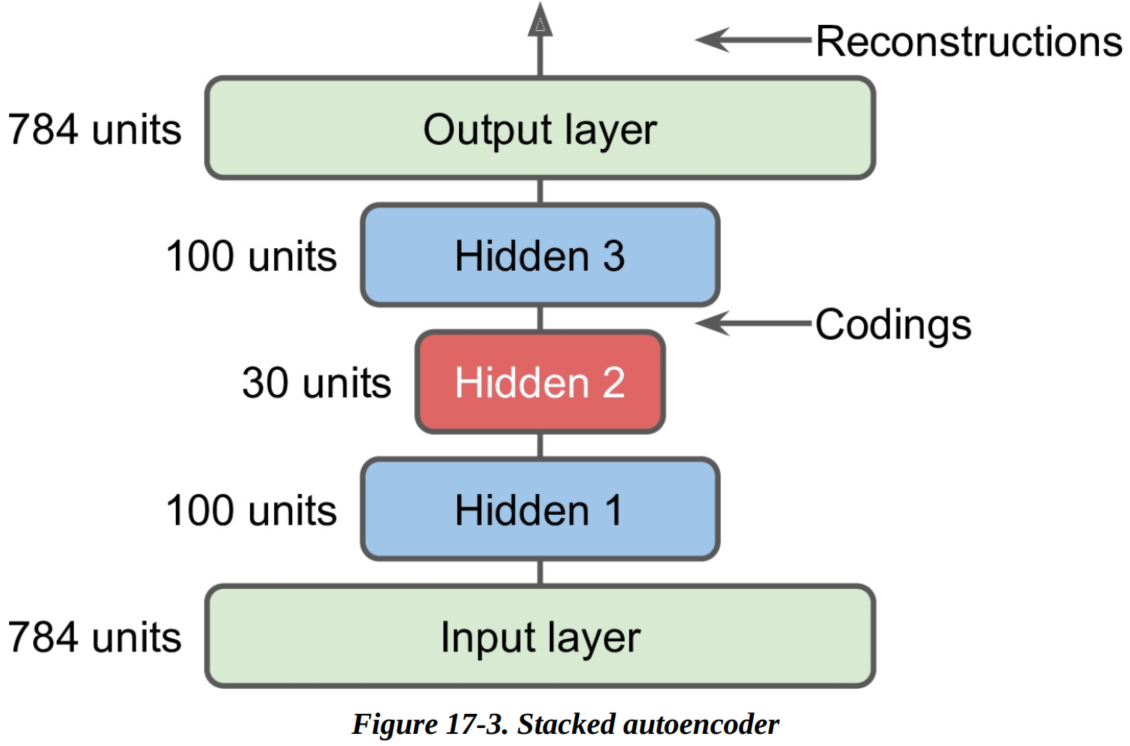 Reconstructions
784 units Output layer
100 units Hidden 3
Codings
30 units Hidden 2
100 units Hidden 1
784 units Input layer
Figure 17-3. Stacked autoencoder